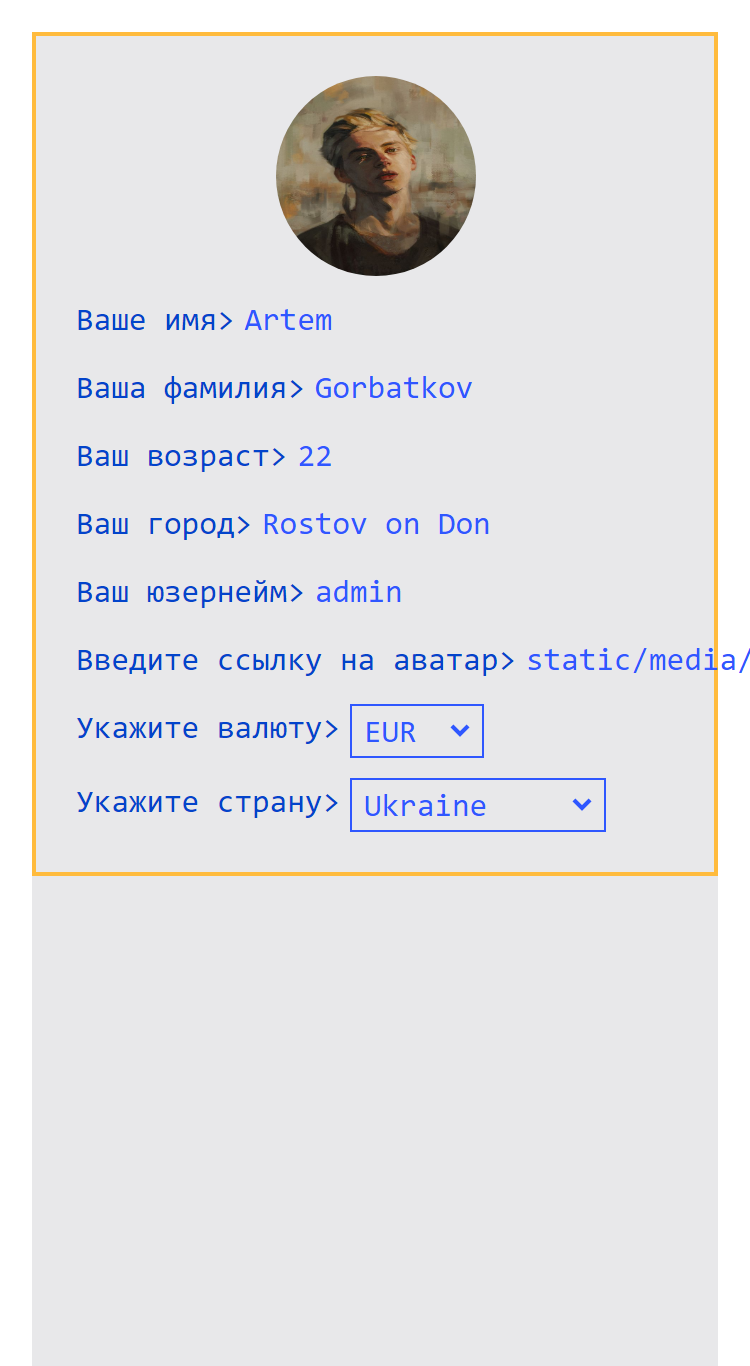 Ваше имя> Artem
Ваша фамилия> Gorbatkov
Ваш возраст> 22
Ваш город> Rostov on Don
Ваш юзернейм> admin
Введите ссылку на аватар> static/media/
Укажите валюту> EUR
Укажите страну> Ukraine